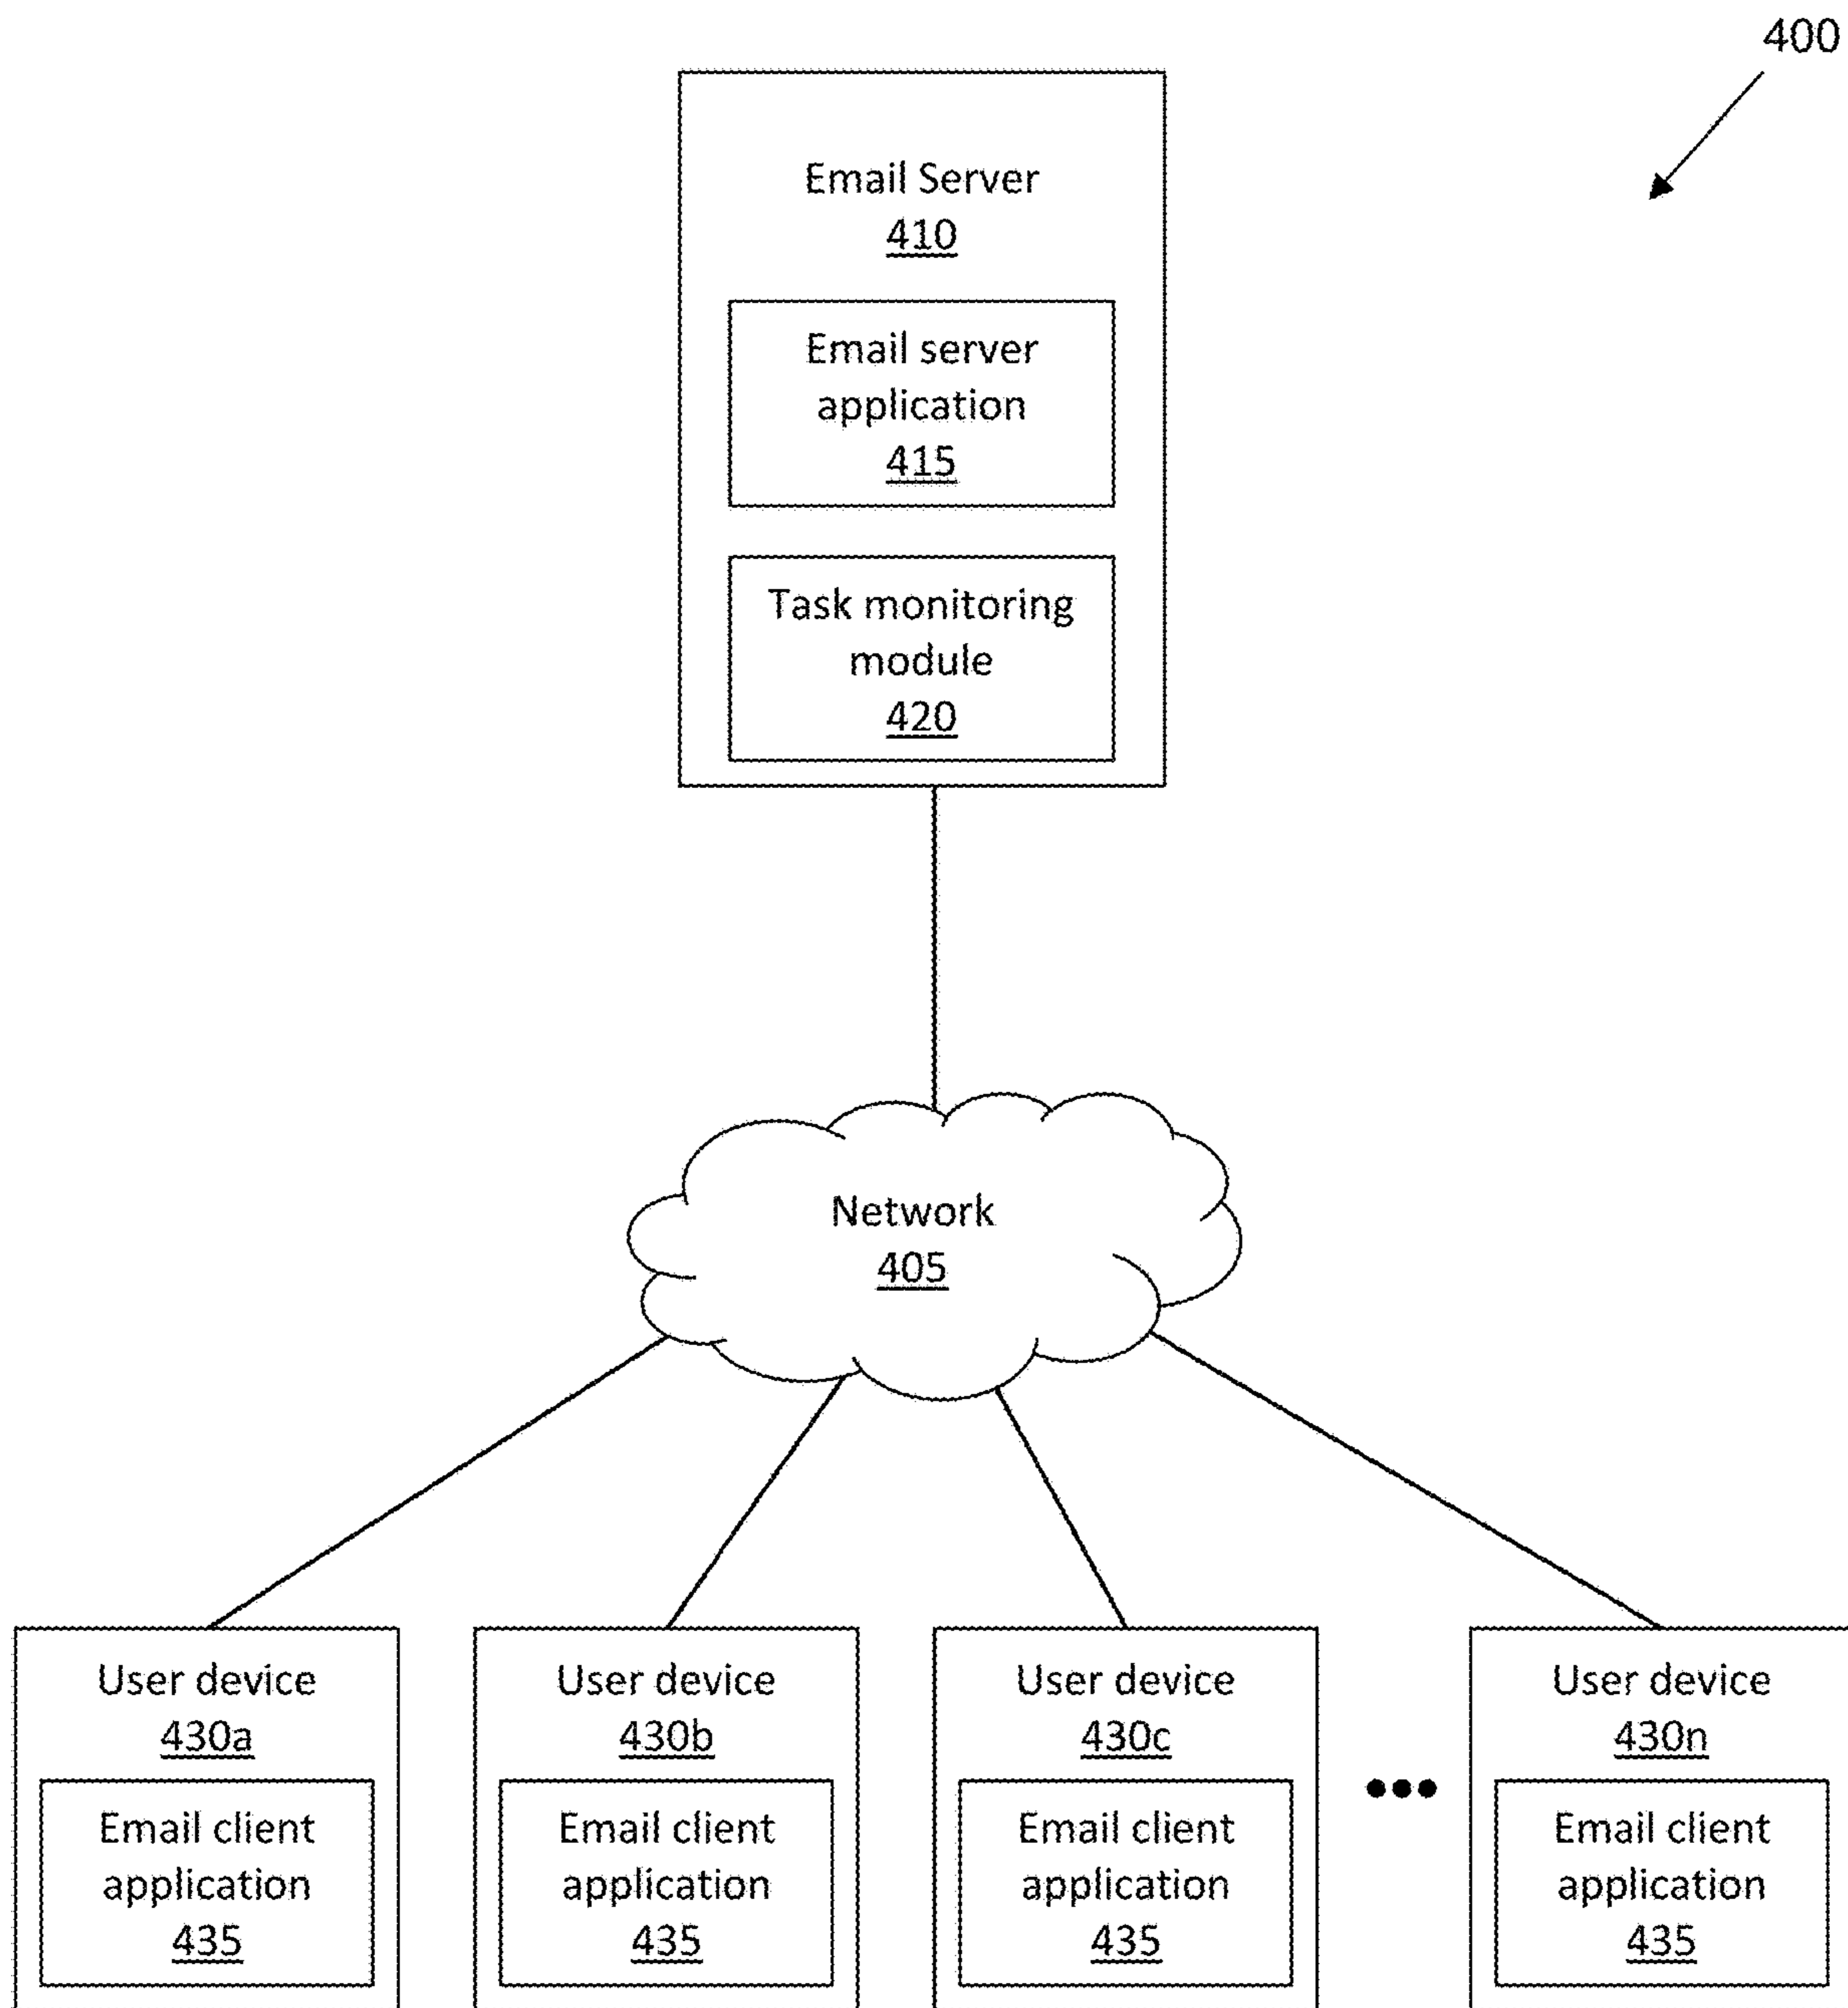 400
Email Server
410
Email server
application
415
Task monitoring
module
420
Network
405
User device
430a
Email client
application
435
User device
430b
Email client
application
435
User device
430c
Email client
application
435
User device
430n
Email client
application
435